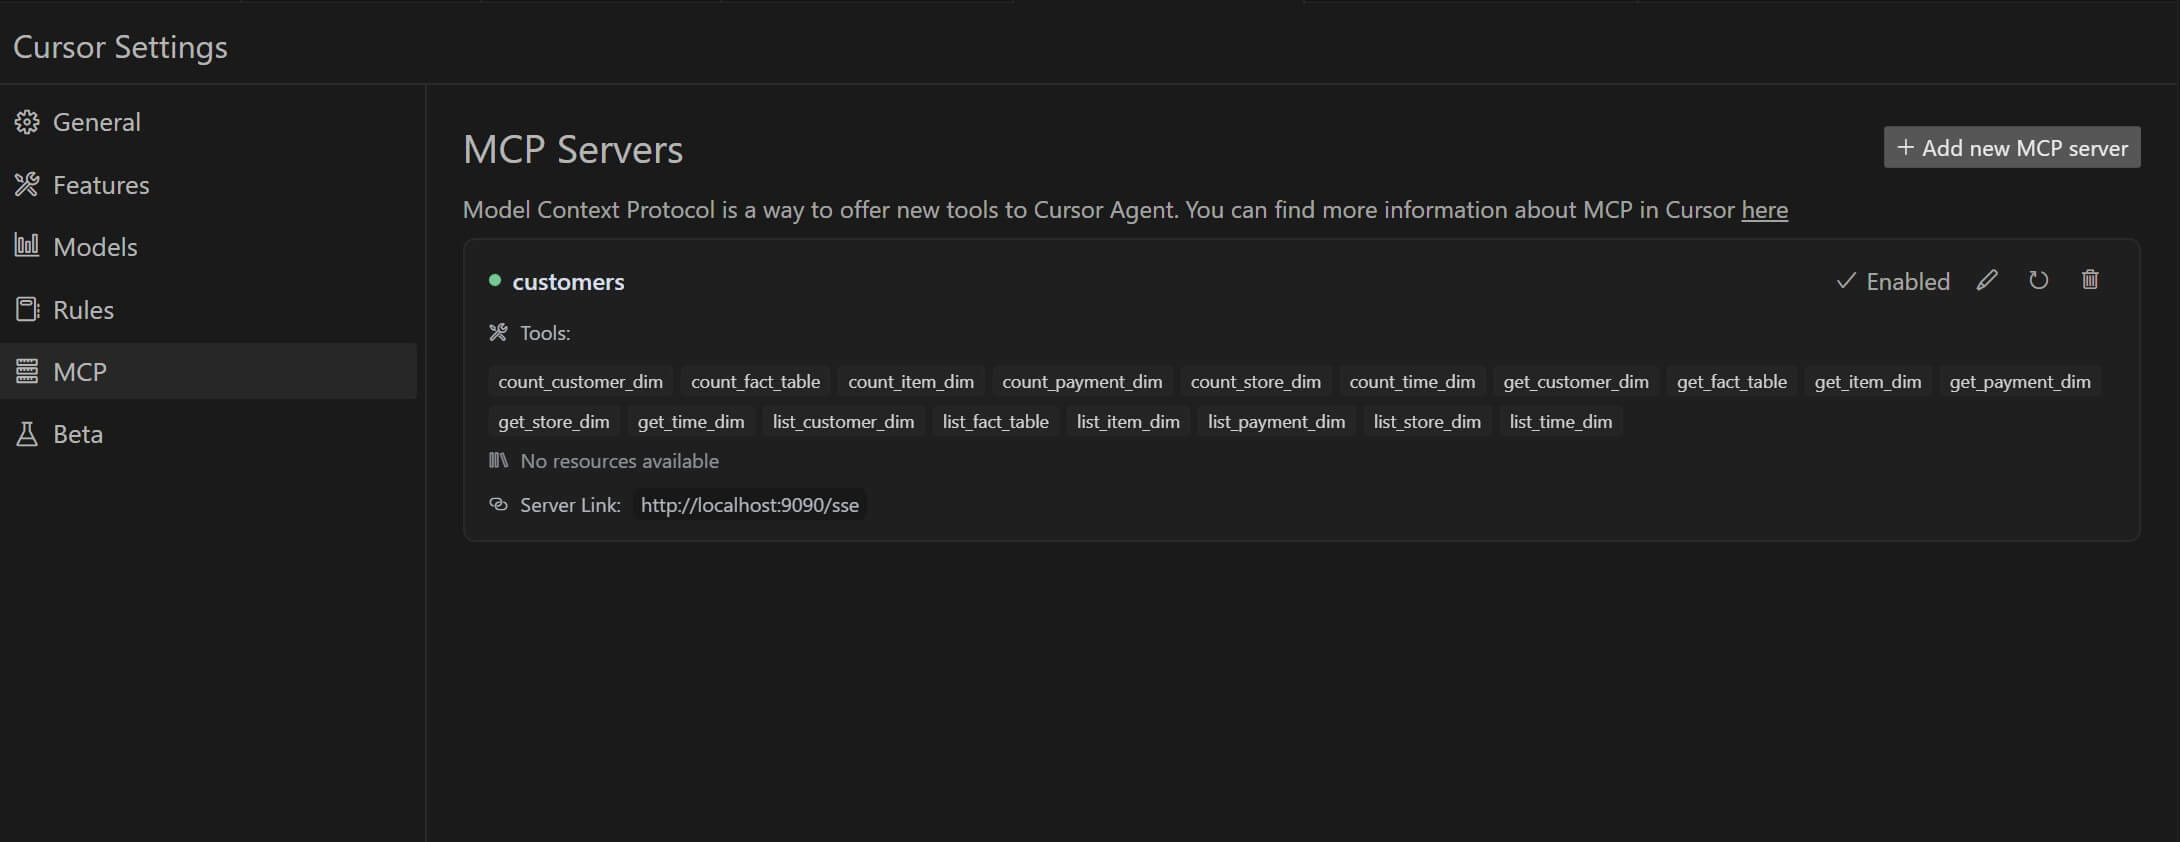 Cursor Settings
General
Features
Models
Rules
MCP
Beta
MCP Servers
+ Add new MCP server
Model Context Protocol is a way to offer new tools to Cursor Agent. You can find more information about MCP in Cursor here
customers
Enabled
Tools:
count_customer_dim count_fact_table count_item_dim count_payment_dim count_store_dim count_time_dim get_customer_dim get_fact_table get_item_dim get_payment_dim
get_store_dim get_time_dim list_customer_dim list_fact_table list_item_dim list_payment_dim list_store_dim list_time_dim
No resources available
Server Link: http://localhost:9090/sse